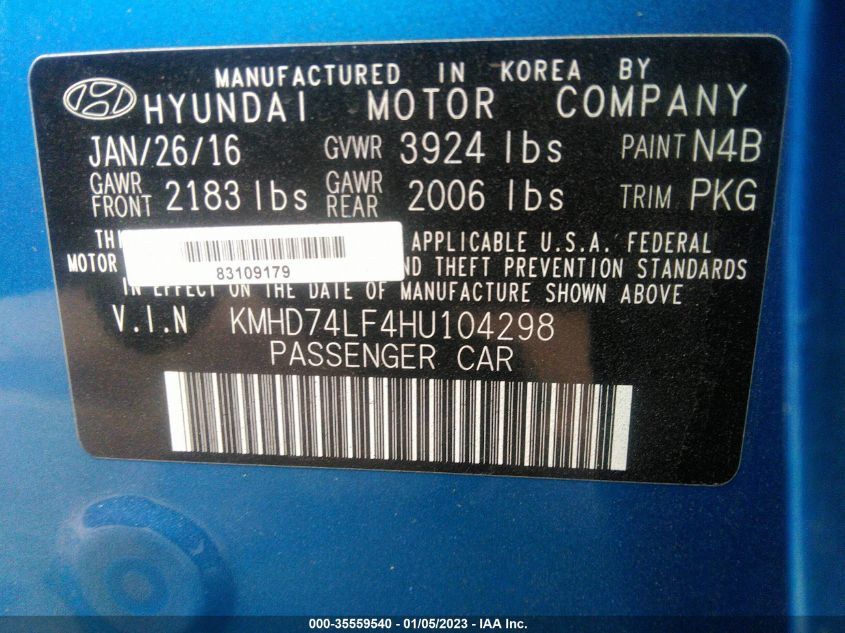 MANUFACTURED IN KOREA BY
HYUNDAI MOTOR COMPANY
JAN/26/16 GVWR 3924 lbs PAINT N4B
GAWR FRONT 2183 lbs GAWR REAR 2006 lbs TRIM PKG
APPLICABLE U.S.A. FEDERAL
MOTOR THEFT PREVENTION STANDARDS
83109179
IN EFFECT ON THE DATE OF MANUFACTURE SHOWN ABOVE
V.I.N KMHD74LF4HU104298
PASSENGER CAR
000-35559540 - 01/05/2023 - IAA Inc.